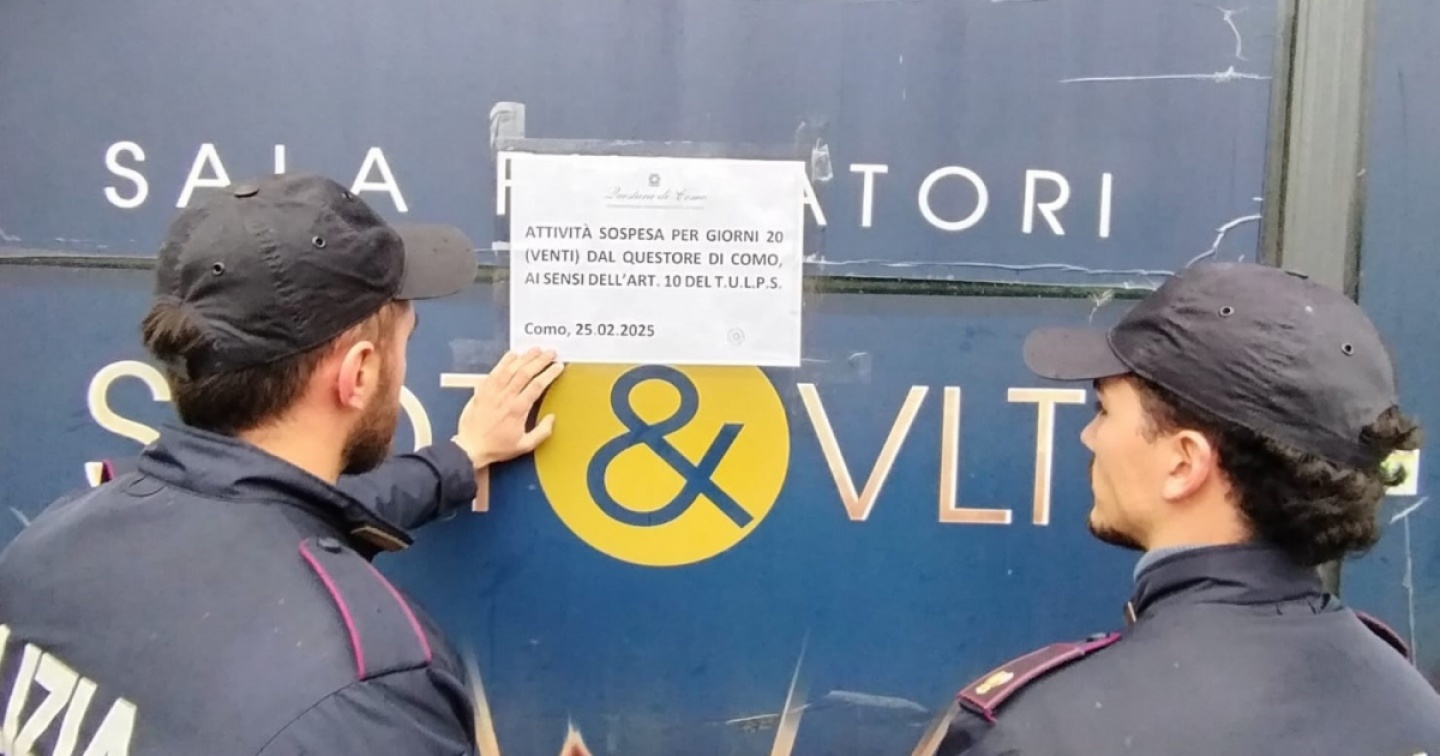 SALA F ATORI
Questura di Como
ATTIVITÀ SOSPESA PER GIORNI 20
(VENTI) DAL QUESTORE DI COMO,
AI SENSI DELL'ART. 10 DEL T.U.L.P.S.
Como, 25.02.2025
& VLT
LIZIA